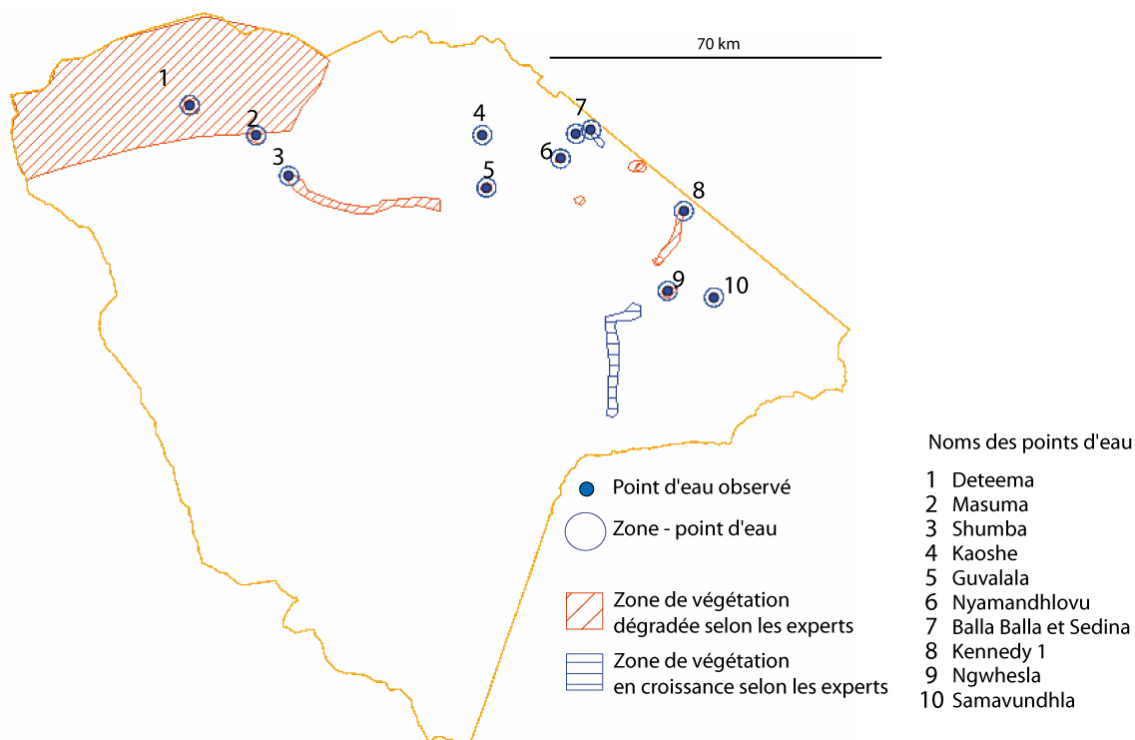 70 km
1
2
3
4
5
6
7
8
9
10
Point d'eau observé
Zone - point d'eau
Zone de végétation
dégradée selon les experts
Zone de végétation
en croissance selon les experts
Noms des points d'eau
1 Deteema
2 Masuma
3 Shumba
4 Kaoshe
5 Guvalala
6 Nyamandhlovu
7 Balla Balla et Sedina
8 Kennedy 1
9 Ngwhesla
10 Samavundhla